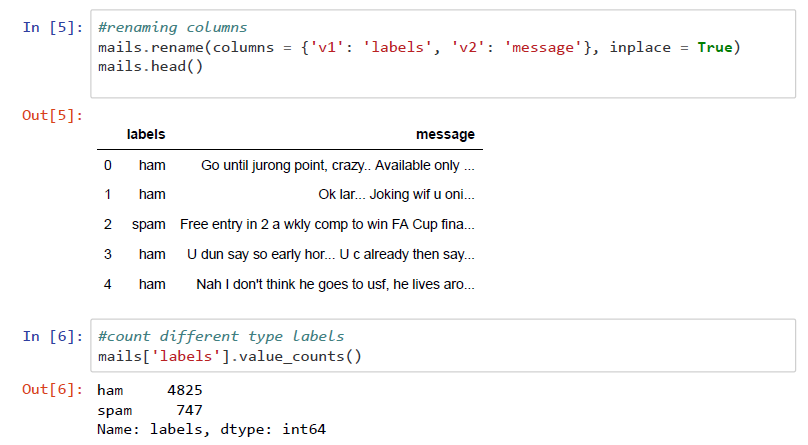 In [5]: #renaming columns
mails.rename(columns = {'v1': 'labels', 'v2': 'message'}, inplace = True)
mails.head()
Out[5]:
labels message
0 ham Go until jurong point, crazy.. Available only ...
1 ham Ok lar... Joking wif u oni...
2 spam Free entry in 2 a wkly comp to win FA Cup fina...
3 ham U dun say so early hor... U c already then say...
4 ham Nah I don't think he goes to usf, he lives aro...
In [6]: #count different type labels
mails['labels'].value_counts()
Out[6]: ham 4825
spam 747
Name: labels, dtype: int64